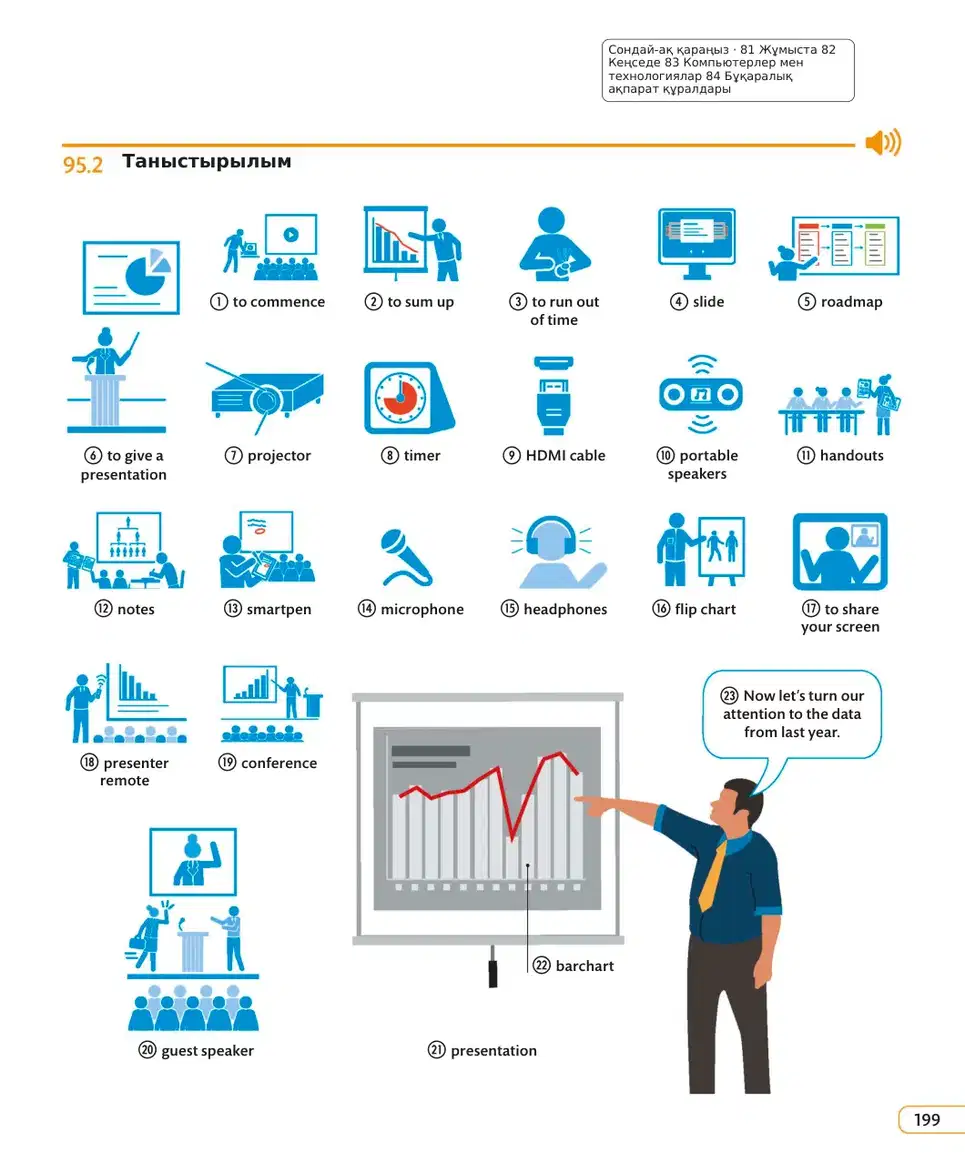 Сондай-ақ қараңыз · 81 Жұмыста 82
Кеңседе 83 Компьютерлер мен
технологиялар 84 Бұқаралық
ақпарат құралдары
95.2 Таныстырылым
① to commence
② to sum up
③ to run out
of time
④ slide
⑤ roadmap
⑥ to give a
presentation
⑦ projector
⑧ timer
⑨ HDMI cable
⑩ portable
speakers
⑪ handouts
⑫ notes
⑬ smartpen
⑭ microphone
⑮ headphones
⑯ flip chart
⑰ to share
your screen
⑱ presenter
remote
⑲ conference
⑳ guest speaker
㉑ presentation
㉒ barchart
㉓ Now let’s turn our
attention to the data
from last year.
199